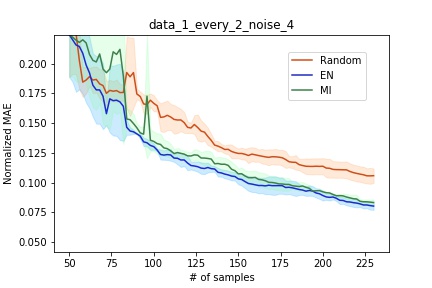 data_1_every_2_noise_4
Normalized MAE
0.200
0.175
0.150
0.125
0.100
0.075
0.050
Random
EN
MI
50 75 100 125 150 175 200 225
# of samples